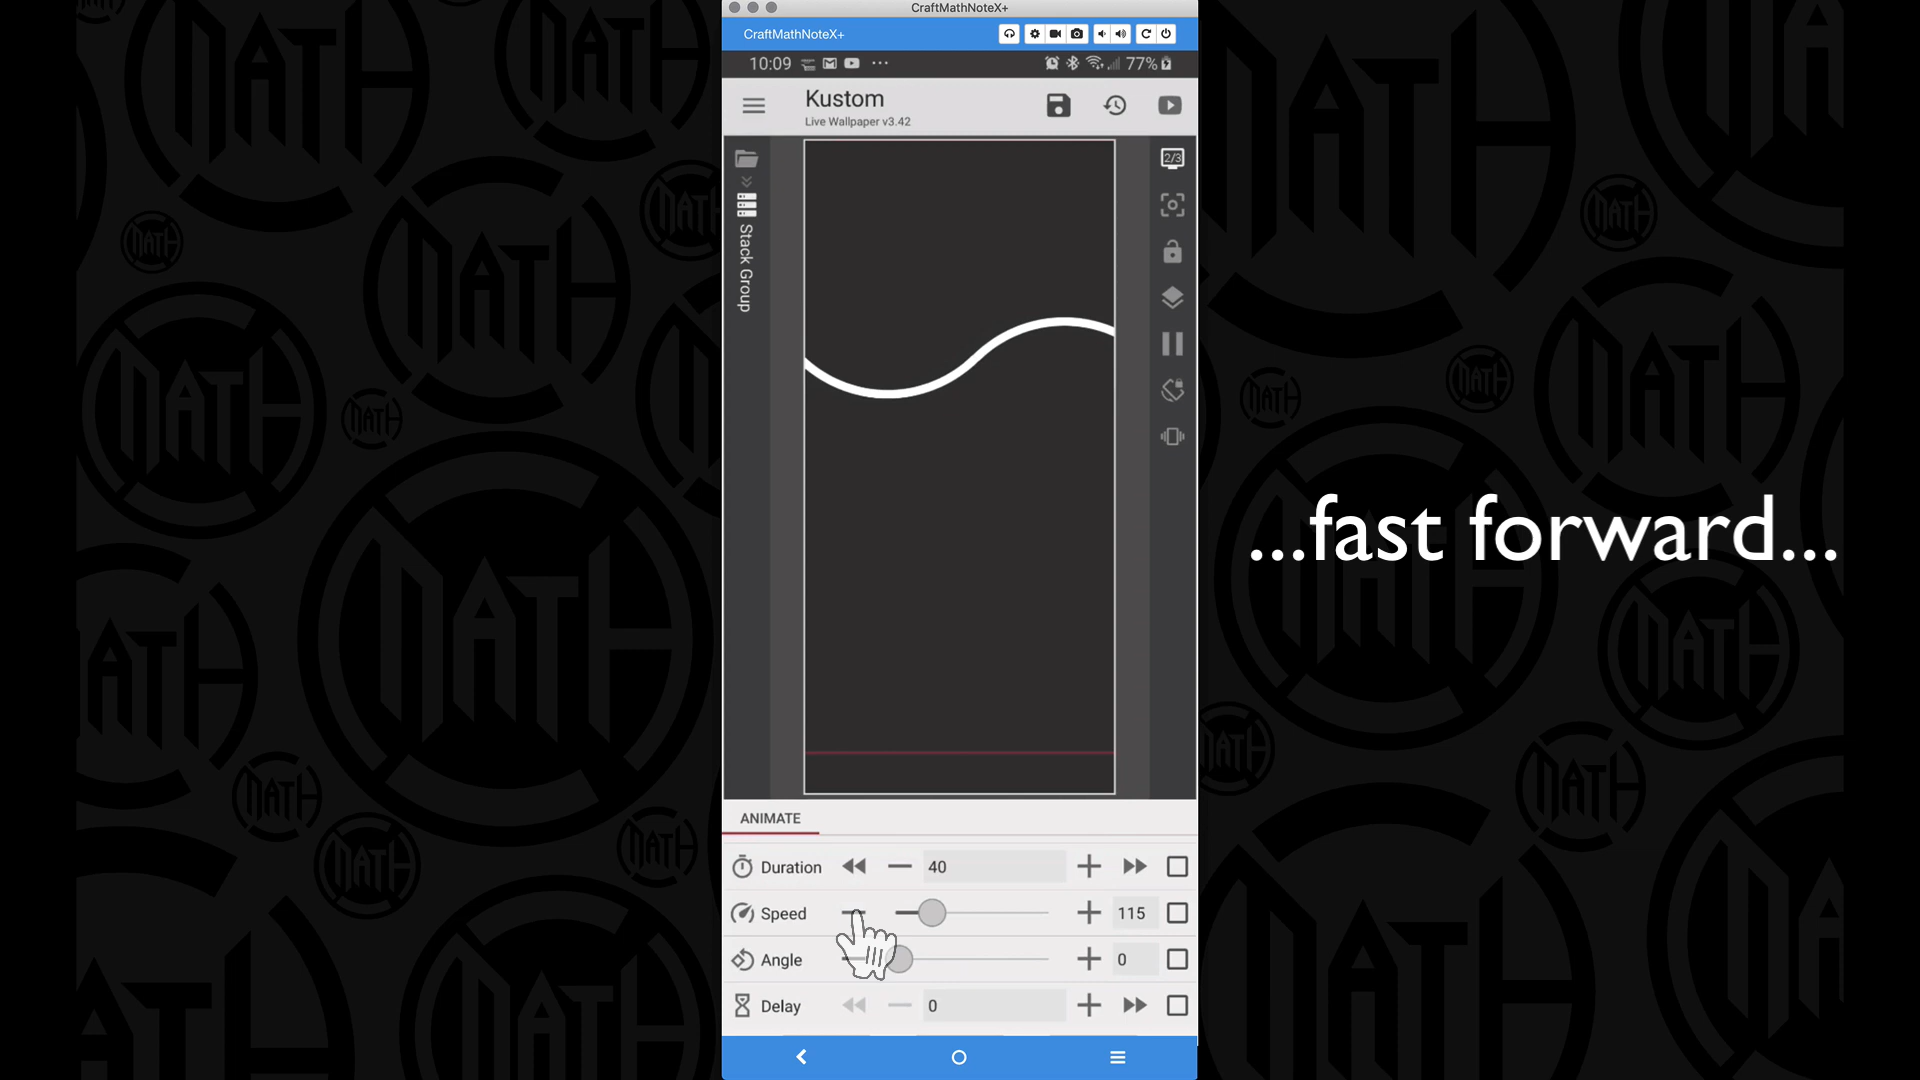 CraftMathNoteX+
CraftMathNoteX+
10:09
77%
Kustom
Live Wallpaper v3.42
2/3
Stack Group
...fast forward...
ANIMATE
Duration 40
Speed 115
Angle 0
Delay 0
MATH